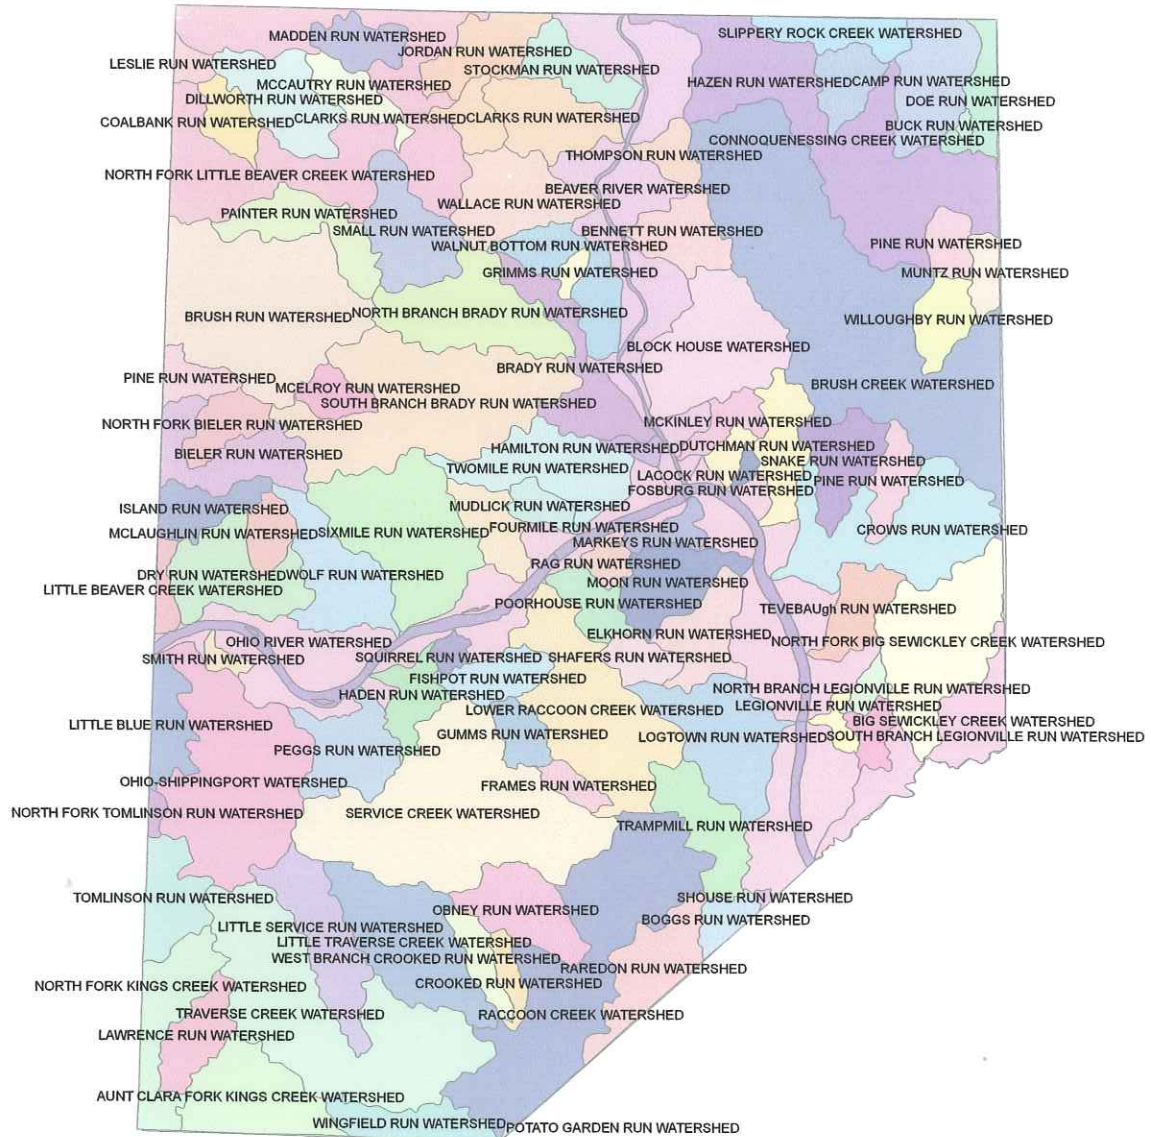 SLIPPERY ROCK CREEK WATERSHED
MADDEN RUN WATERSHED
JORDAN RUN WATERSHED
LESLIE RUN WATERSHED
STOCKMAN RUN WATERSHED
HAZEN RUN WATERSHED
CAMP RUN WATERSHED
MCCAUTRY RUN WATERSHED
DILLWORTH RUN WATERSHED
DOE RUN WATERSHED
COALBANK RUN WATERSHED
CLARKS RUN WATERSHED
CLARKS RUN WATERSHED
BUCK RUN WATERSHED
CONNOQUENESSING CREEK WATERSHED
THOMPSON RUN WATERSHED
NORTH FORK LITTLE BEAVER CREEK WATERSHED
BEAVER RIVER WATERSHED
WALLACE RUN WATERSHED
PAINTER RUN WATERSHED
SMALL RUN WATERSHED
BENNETT RUN WATERSHED
WALNUT BOTTOM RUN WATERSHED
PINE RUN WATERSHED
GRIMMS RUN WATERSHED
MUNTZ RUN WATERSHED
BRUSH RUN WATERSHED
NORTH BRANCH BRADY RUN WATERSHED
WILLOUGHBY RUN WATERSHED
BLOCK HOUSE WATERSHED
BRADY RUN WATERSHED
PINE RUN WATERSHED
MCELROY RUN WATERSHED
BRUSH CREEK WATERSHED
SOUTH BRANCH BRADY RUN WATERSHED
NORTH FORK BIELER RUN WATERSHED
MCKINLEY RUN WATERSHED
BIELER RUN WATERSHED
HAMILTON RUN WATERSHED
DUTCHMAN RUN WATERSHED
SNAKE RUN WATERSHED
TWOMILE RUN WATERSHED
LACOCK RUN WATERSHED
PINE RUN WATERSHED
FOSBURG RUN WATERSHED
ISLAND RUN WATERSHED
MUDLICK RUN WATERSHED
FOURMILE RUN WATERSHED
CROWS RUN WATERSHED
MCLAUGHLIN RUN WATERSHED
SIXMILE RUN WATERSHED
MARKEYS RUN WATERSHED
RAG RUN WATERSHED
DRY RUN WATERSHED
WOLF RUN WATERSHED
MOON RUN WATERSHED
LITTLE BEAVER CREEK WATERSHED
POORHOUSE RUN WATERSHED
TEVEBAUgh RUN WATERSHED
ELKHORN RUN WATERSHED
OHIO RIVER WATERSHED
NORTH FORK BIG SEWICKLEY CREEK WATERSHED
SMITH RUN WATERSHED
SQUIRREL RUN WATERSHED
SHAFERS RUN WATERSHED
FISHPOT RUN WATERSHED
NORTH BRANCH LEGIONVILLE RUN WATERSHED
HADEN RUN WATERSHED
LEGIONVILLE RUN WATERSHED
LOWER RACCOON CREEK WATERSHED
BIG SEWICKLEY CREEK WATERSHED
LITTLE BLUE RUN WATERSHED
GUMMS RUN WATERSHED
LOGTOWN RUN WATERSHED
SOUTH BRANCH LEGIONVILLE RUN WATERSHED
PEGGS RUN WATERSHED
OHIO-SHIPPINGPORT WATERSHED
FRAMES RUN WATERSHED
NORTH FORK TOMLINSON RUN WATERSHED
SERVICE CREEK WATERSHED
TRAMPMILL RUN WATERSHED
TOMLINSON RUN WATERSHED
SHOUSE RUN WATERSHED
OBNEY RUN WATERSHED
BOGGS RUN WATERSHED
LITTLE SERVICE RUN WATERSHED
LITTLE TRAVERSE CREEK WATERSHED
WEST BRANCH CROOKED RUN WATERSHED
RAREDON RUN WATERSHED
NORTH FORK KINGS CREEK WATERSHED
CROOKED RUN WATERSHED
TRAVERSE CREEK WATERSHED
RACCOON CREEK WATERSHED
LAWRENCE RUN WATERSHED
AUNT CLARA FORK KINGS CREEK WATERSHED
WINGFIELD RUN WATERSHED
POTATO GARDEN RUN WATERSHED